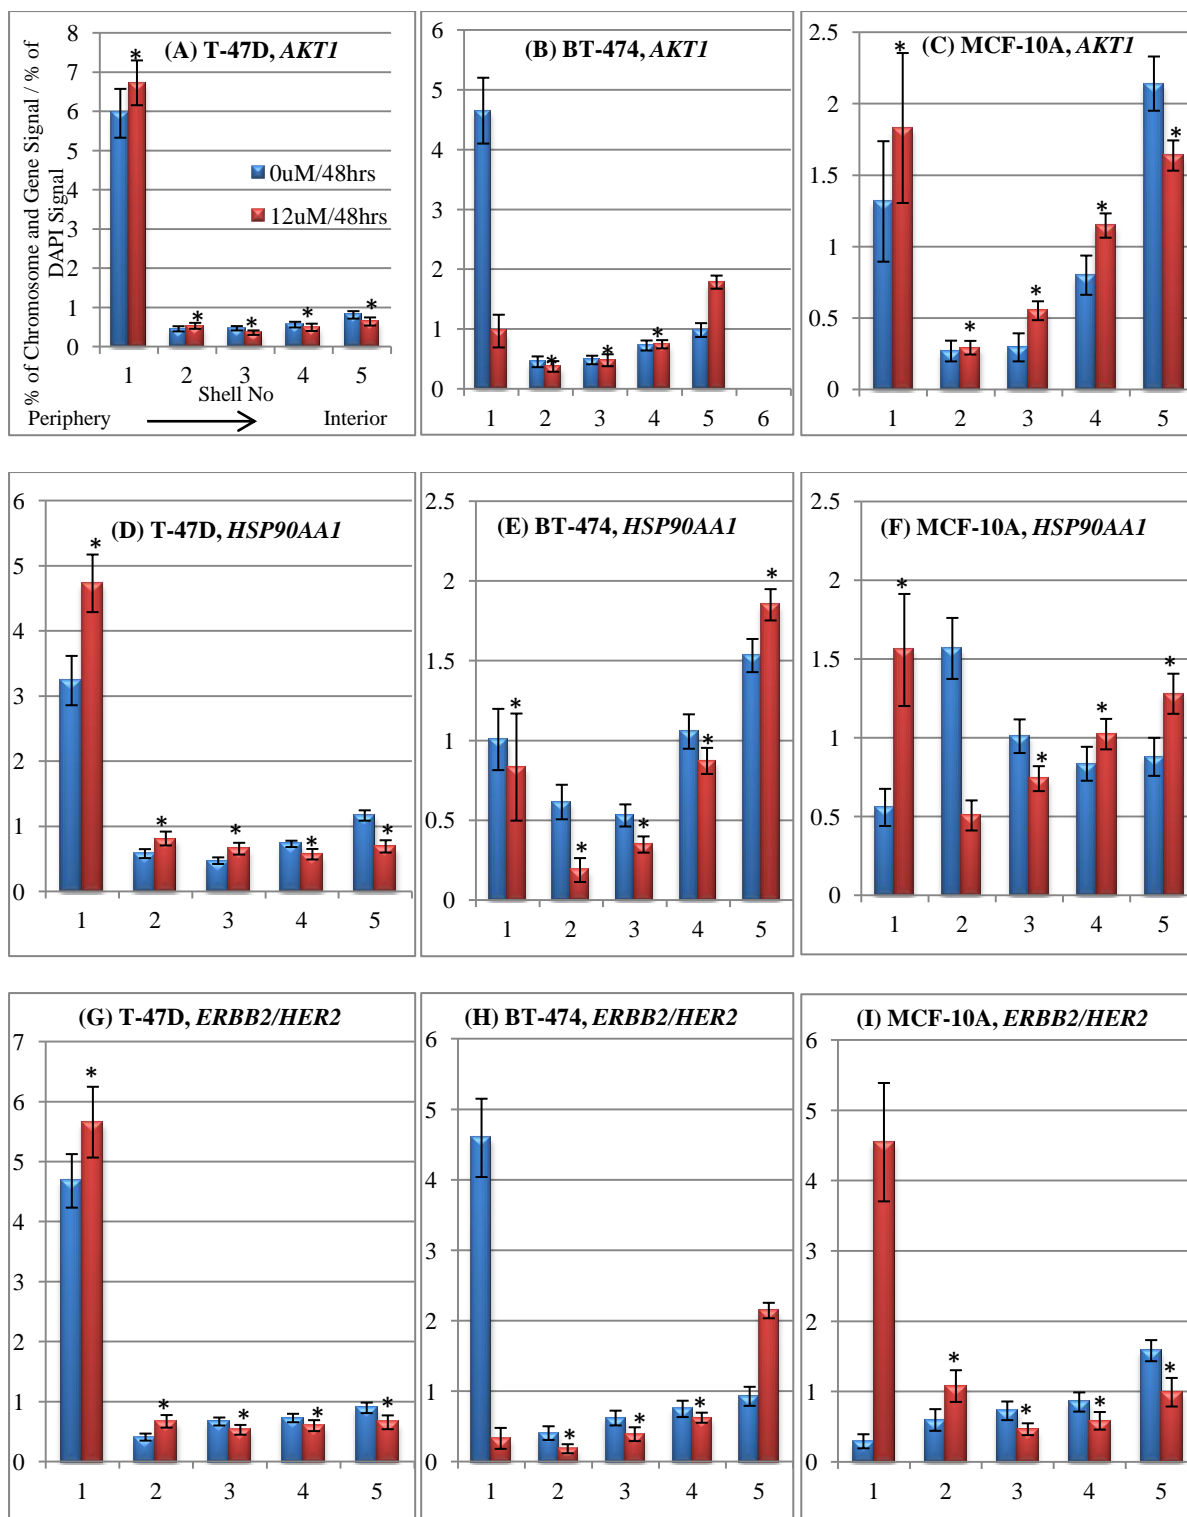 % of Chromosome and Gene Signal / % of
DAPI Signal
(A) T-47D, AKT1
8
7
6
5
4
3
2
1
0
*
* * * *
0uM/48hrs
12uM/48hrs
1 2 3 4 5
Shell No
Periphery Interior
(B) BT-474, AKT1
6
5
4
3
2
1
0
* * *
1 2 3 4 5 6
(C) MCF-10A, AKT1
2.5
2
1.5
1
0.5
0
* * * * *
1 2 3 4 5
(D) T-47D, HSP90AA1
6
5
4
3
2
1
0
* * * * *
1 2 3 4 5
(E) BT-474, HSP90AA1
2.5
2
1.5
1
0.5
0
* * * * *
1 2 3 4 5
(F) MCF-10A, HSP90AA1
2.5
2
1.5
1
0.5
0
* * * *
1 2 3 4 5
(G) T-47D, ERBB2/HER2
7
6
5
4
3
2
1
0
* * * * *
1 2 3 4 5
(H) BT-474, ERBB2/HER2
6
5
4
3
2
1
0
* * *
1 2 3 4 5
(I) MCF-10A, ERBB2/HER2
6
5
4
3
2
1
0
* * * *
1 2 3 4 5